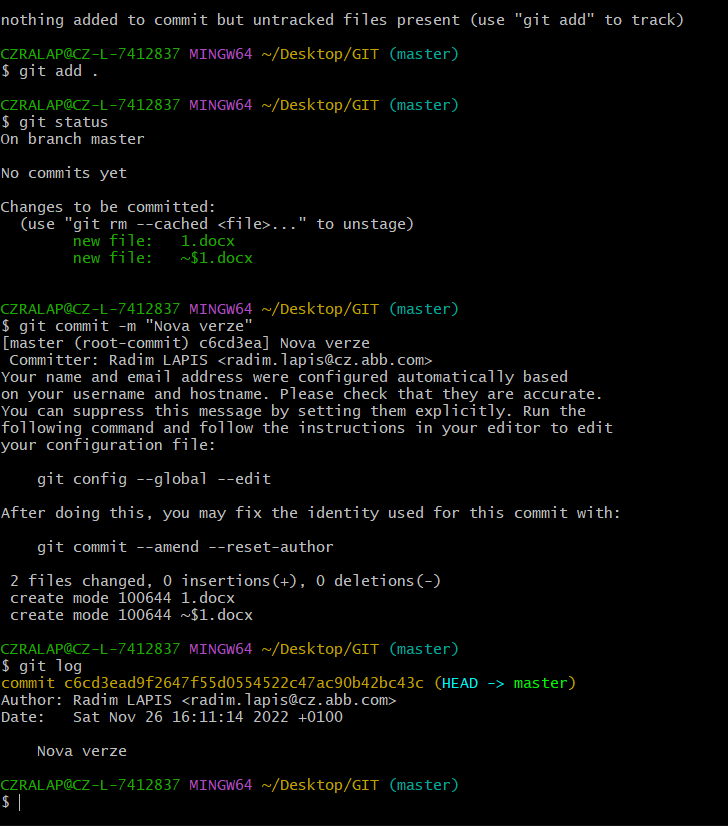 nothing added to commit but untracked files present (use "git add" to track)
CZRALAP@CZ-L-7412837 MINGW64 ~/Desktop/GIT (master)
$ git add .
CZRALAP@CZ-L-7412837 MINGW64 ~/Desktop/GIT (master)
$ git status
On branch master
No commits yet
Changes to be committed:
  (use "git rm --cached <file>..." to unstage)
        new file:   1.docx
        new file:   ~$1.docx
CZRALAP@CZ-L-7412837 MINGW64 ~/Desktop/GIT (master)
$ git commit -m "Nova verze"
[master (root-commit) c6cd3ea] Nova verze
 Committer: Radim LAPIS <radim.lapis@cz.abb.com>
Your name and email address were configured automatically based
on your username and hostname. Please check that they are accurate.
You can suppress this message by setting them explicitly. Run the
following command and follow the instructions in your editor to edit
your configuration file:
    git config --global --edit
After doing this, you may fix the identity used for this commit with:
    git commit --amend --reset-author
 2 files changed, 0 insertions(+), 0 deletions(-)
 create mode 100644 1.docx
 create mode 100644 ~$1.docx
CZRALAP@CZ-L-7412837 MINGW64 ~/Desktop/GIT (master)
$ git log
commit c6cd3ead9f2647f55d0554522c47ac90b42bc43c (HEAD -> master)
Author: Radim LAPIS <radim.lapis@cz.abb.com>
Date:   Sat Nov 26 16:11:14 2022 +0100
    Nova verze
CZRALAP@CZ-L-7412837 MINGW64 ~/Desktop/GIT (master)
$